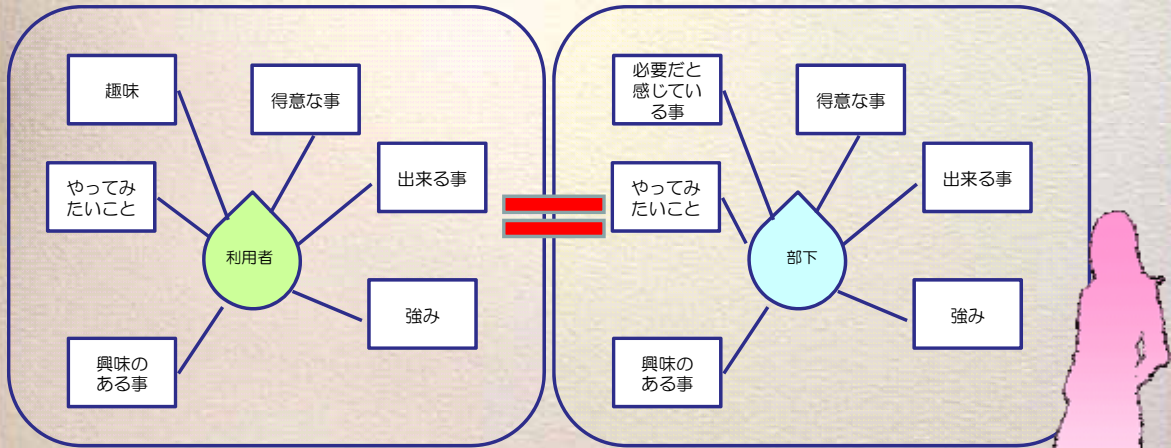 趣味
得意な事
やってみ
たいこと
出来る事
利用者
強み
興味の
ある事
必要だと
感じてい
る事
得意な事
やってみ
たいこと
出来る事
部下
強み
興味の
ある事